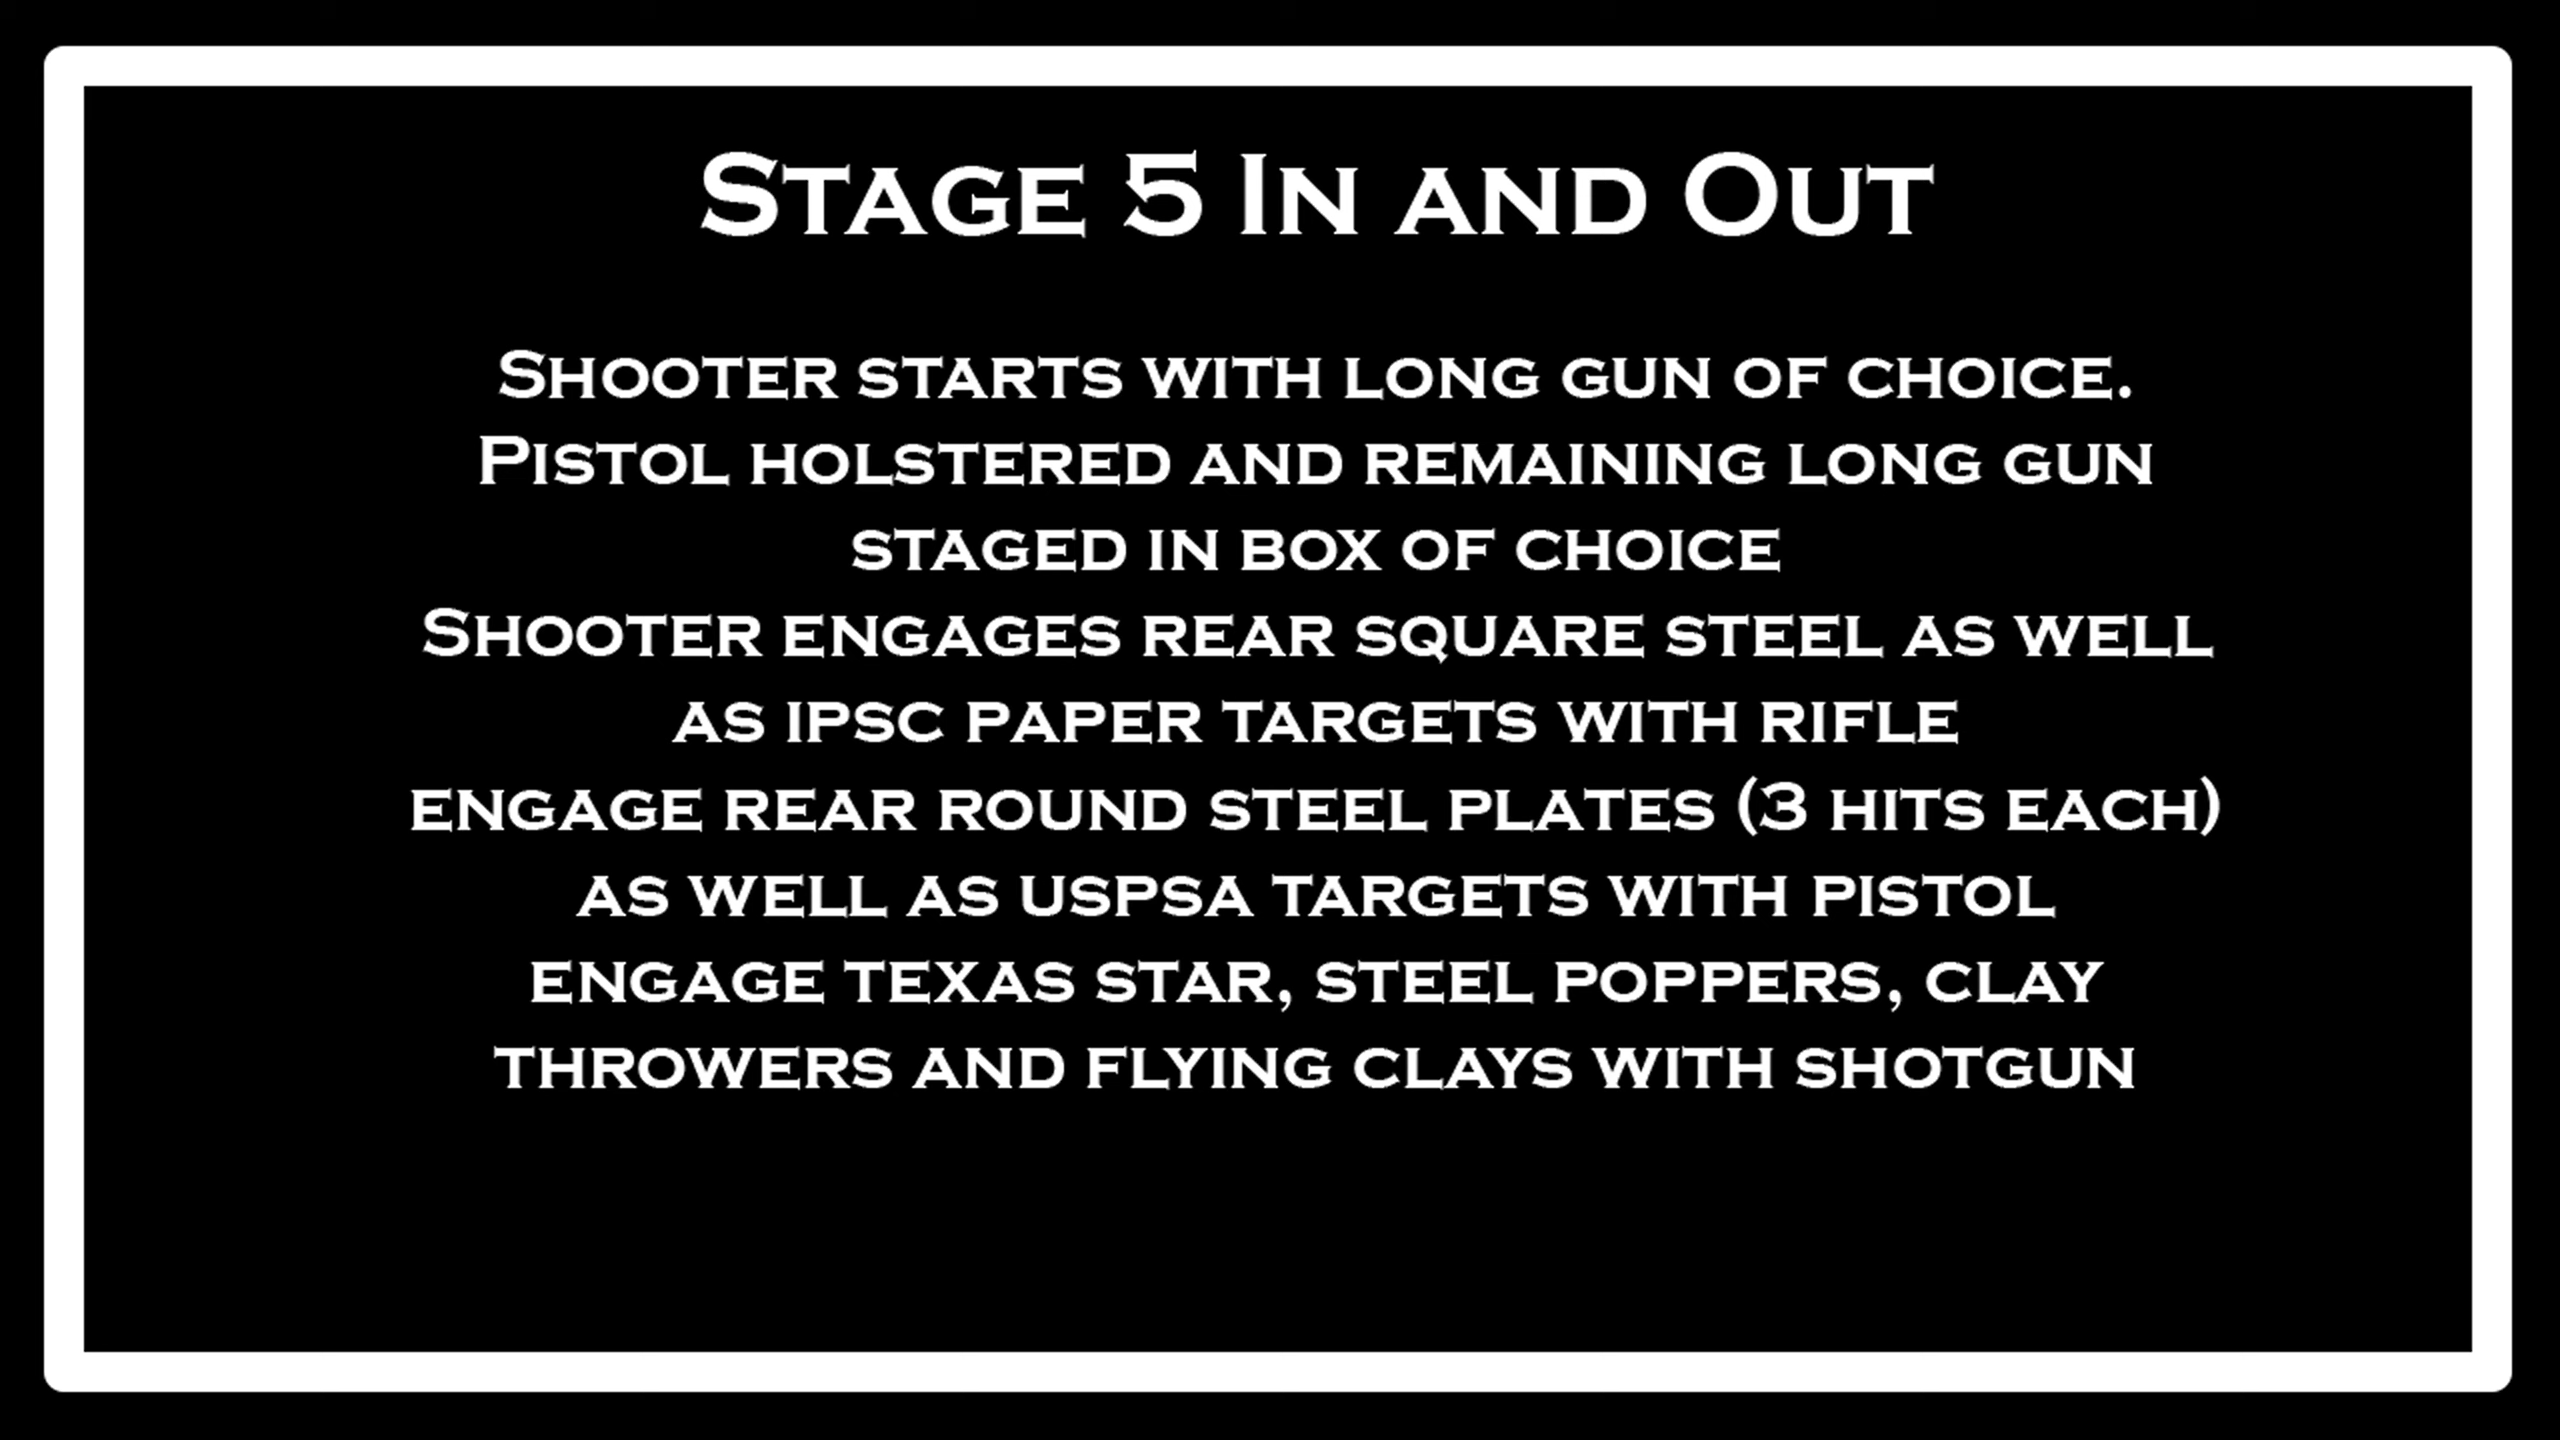 Stage 5 In and Out
Shooter starts with long gun of choice.
Pistol holstered and remaining long gun
staged in box of choice
Shooter engages rear square steel as well
as ipsc paper targets with rifle
engage rear round steel plates (3 hits each)
as well as uspsa targets with pistol
engage texas star, steel poppers, clay
throwers and flying clays with shotgun